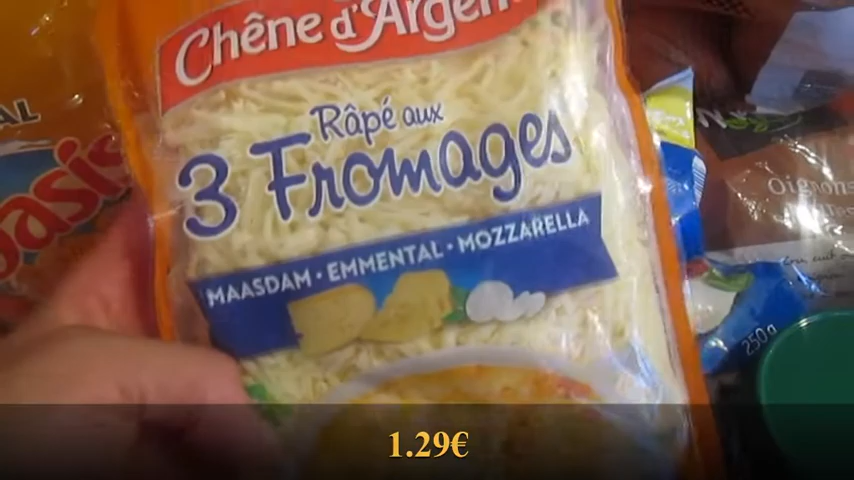 Chêne d'Argent
Râpé aux
3 Fromages
MAASDAM · EMMENTAL · MOZZARELLA
Oasis
Oignons
250g
1.29€